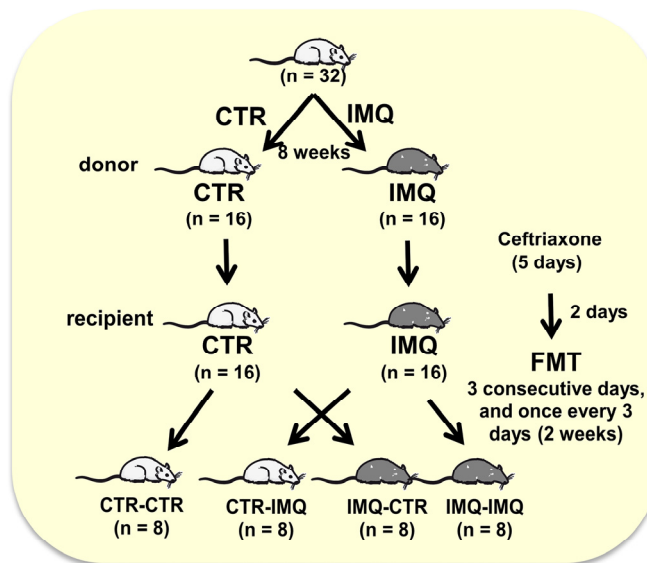 (n = 32)
CTR IMQ
8 weeks
donor
CTR IMQ
(n = 16) (n = 16)
Ceftriaxone
(5 days)
2 days
recipient
CTR IMQ
(n = 16) (n = 16)
FMT
3 consecutive days,
and once every 3
days (2 weeks)
CTR-CTR CTR-IMQ IMQ-CTR IMQ-IMQ
(n = 8) (n = 8) (n = 8) (n = 8)